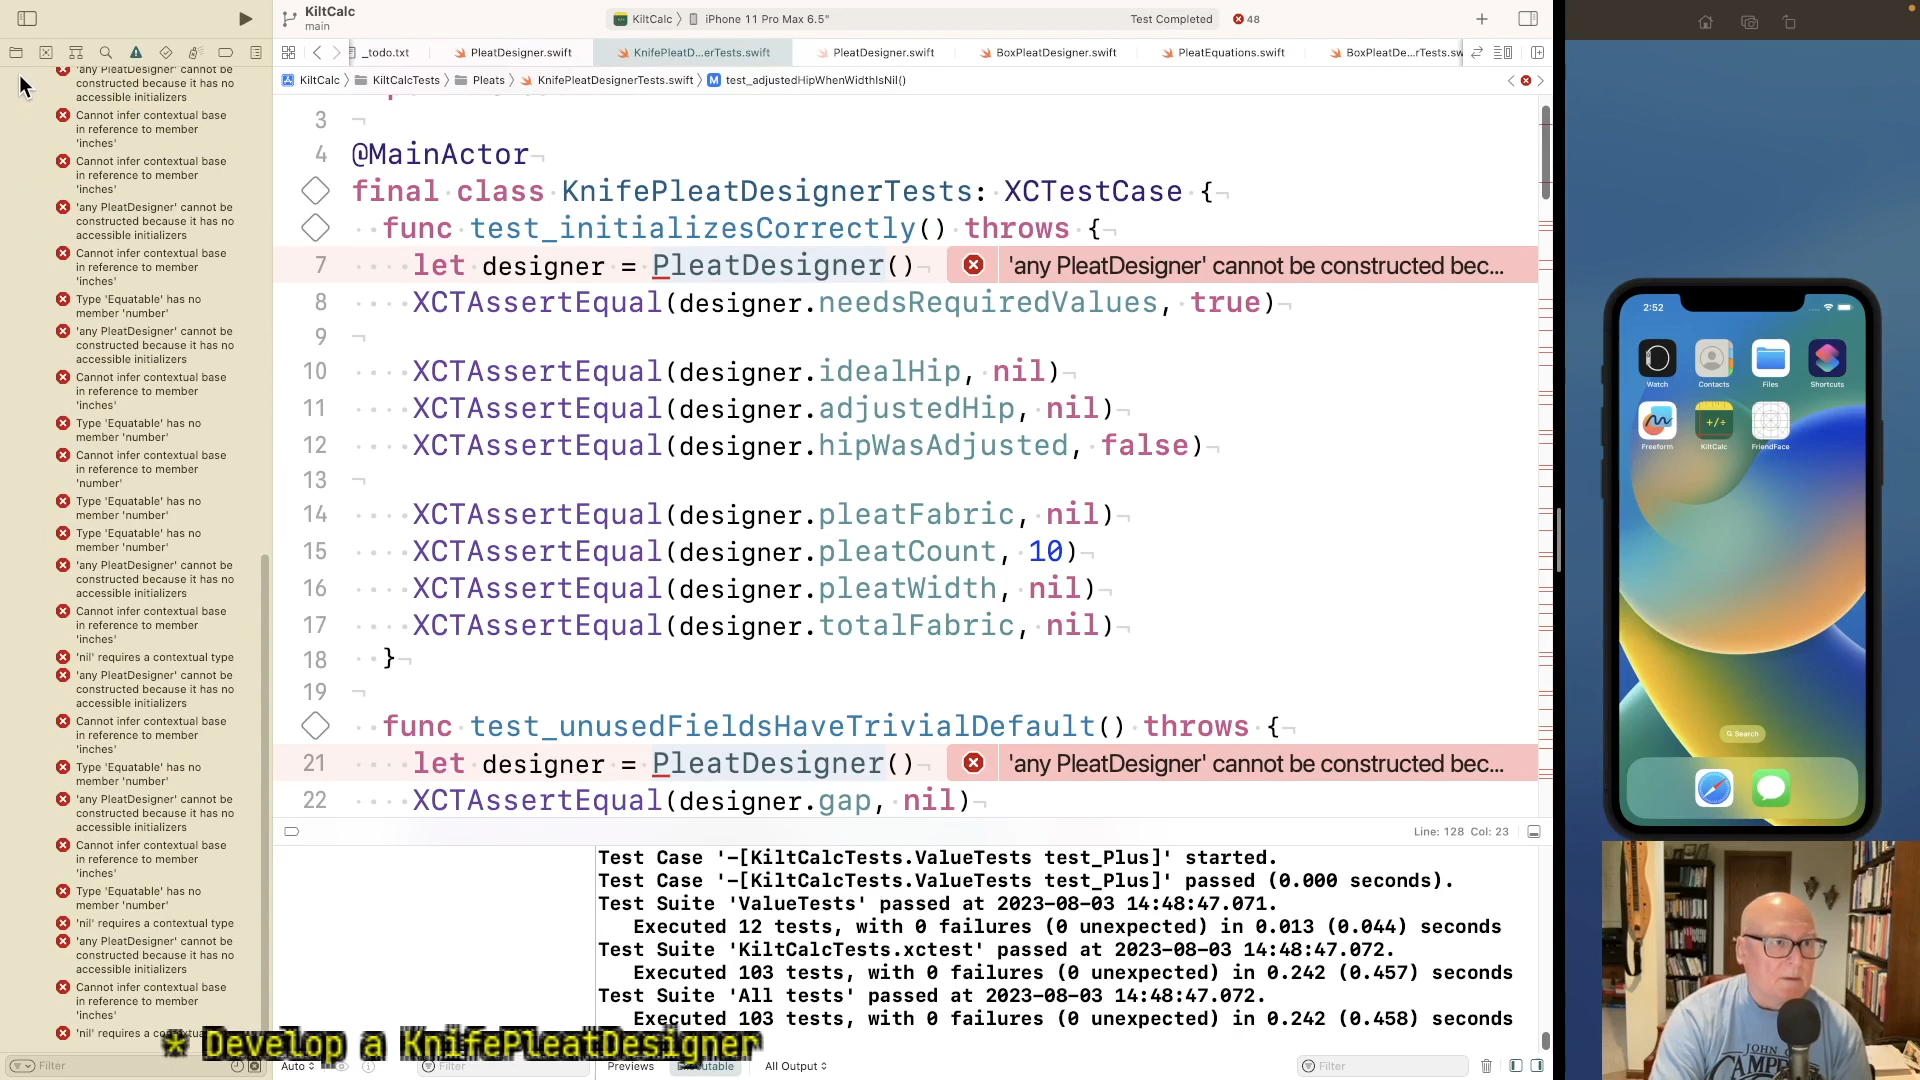 KiltCalc
main
KiltCalc 〉 iPhone 11 Pro Max 6.5"
Test Completed
48
_todo.txt
PleatDesigner.swift
KnifePleatD...erTests.swift
PleatDesigner.swift
BoxPleatDesigner.swift
PleatEquations.swift
BoxPleatDe...rTests.sw
KiltCalc 〉 KiltCalcTests 〉 Pleats 〉 KnifePleatDesignerTests.swift 〉 M test_adjustedHipWhenWidthIsNil()
'any PleatDesigner' cannot be
constructed because it has no
accessible initializers
Cannot infer contextual base
in reference to member
'inches'
Cannot infer contextual base
in reference to member
'inches'
'any PleatDesigner' cannot be
constructed because it has no
accessible initializers
Cannot infer contextual base
in reference to member
'inches'
Type 'Equatable' has no
member 'number'
'any PleatDesigner' cannot be
constructed because it has no
accessible initializers
Cannot infer contextual base
in reference to member
'inches'
Type 'Equatable' has no
member 'number'
Cannot infer contextual base
in reference to member
'number'
Type 'Equatable' has no
member 'number'
Type 'Equatable' has no
member 'number'
'any PleatDesigner' cannot be
constructed because it has no
accessible initializers
Cannot infer contextual base
in reference to member
'inches'
'nil' requires a contextual type
'any PleatDesigner' cannot be
constructed because it has no
accessible initializers
Cannot infer contextual base
in reference to member
'inches'
Type 'Equatable' has no
member 'number'
'any PleatDesigner' cannot be
constructed because it has no
accessible initializers
Cannot infer contextual base
in reference to member
'inches'
Type 'Equatable' has no
member 'number'
'nil' requires a contextual type
'any PleatDesigner' cannot be
constructed because it has no
accessible initializers
Cannot infer contextual base
in reference to member
'inches'
'nil' requires a
Filter
3
4 @MainActor
final class KnifePleatDesignerTests: XCTestCase {
func test_initializesCorrectly() throws {
7 let designer = PleatDesigner() 'any PleatDesigner' cannot be constructed bec...
8 XCTAssertEqual(designer.needsRequiredValues, true)
9
10 XCTAssertEqual(designer.idealHip, nil)
11 XCTAssertEqual(designer.adjustedHip, nil)
12 XCTAssertEqual(designer.hipWasAdjusted, false)
13
14 XCTAssertEqual(designer.pleatFabric, nil)
15 XCTAssertEqual(designer.pleatCount, 10)
16 XCTAssertEqual(designer.pleatWidth, nil)
17 XCTAssertEqual(designer.totalFabric, nil)
18 }
19
func test_unusedFieldsHaveTrivialDefault() throws {
21 let designer = PleatDesigner() 'any PleatDesigner' cannot be constructed bec...
22 XCTAssertEqual(designer.gap, nil)
Line: 128 Col: 23
Test Case '-[KiltCalcTests.ValueTests test_Plus]' started.
Test Case '-[KiltCalcTests.ValueTests test_Plus]' passed (0.000 seconds).
Test Suite 'ValueTests' passed at 2023-08-03 14:48:47.071.
Executed 12 tests, with 0 failures (0 unexpected) in 0.013 (0.044) seconds
Test Suite 'KiltCalcTests.xctest' passed at 2023-08-03 14:48:47.072.
Executed 103 tests, with 0 failures (0 unexpected) in 0.242 (0.457) seconds
Test Suite 'All tests' passed at 2023-08-03 14:48:47.072.
Executed 103 tests, with 0 failures (0 unexpected) in 0.242 (0.458) seconds
* Develop a KnifePleatDesigner
Auto
Filter
Previews
Executable
All Output
Filter
2:52
Watch
Contacts
Files
Shortcuts
+/÷
Freeform
KiltCalc
FriendFace
Search
JOHN
CAMP